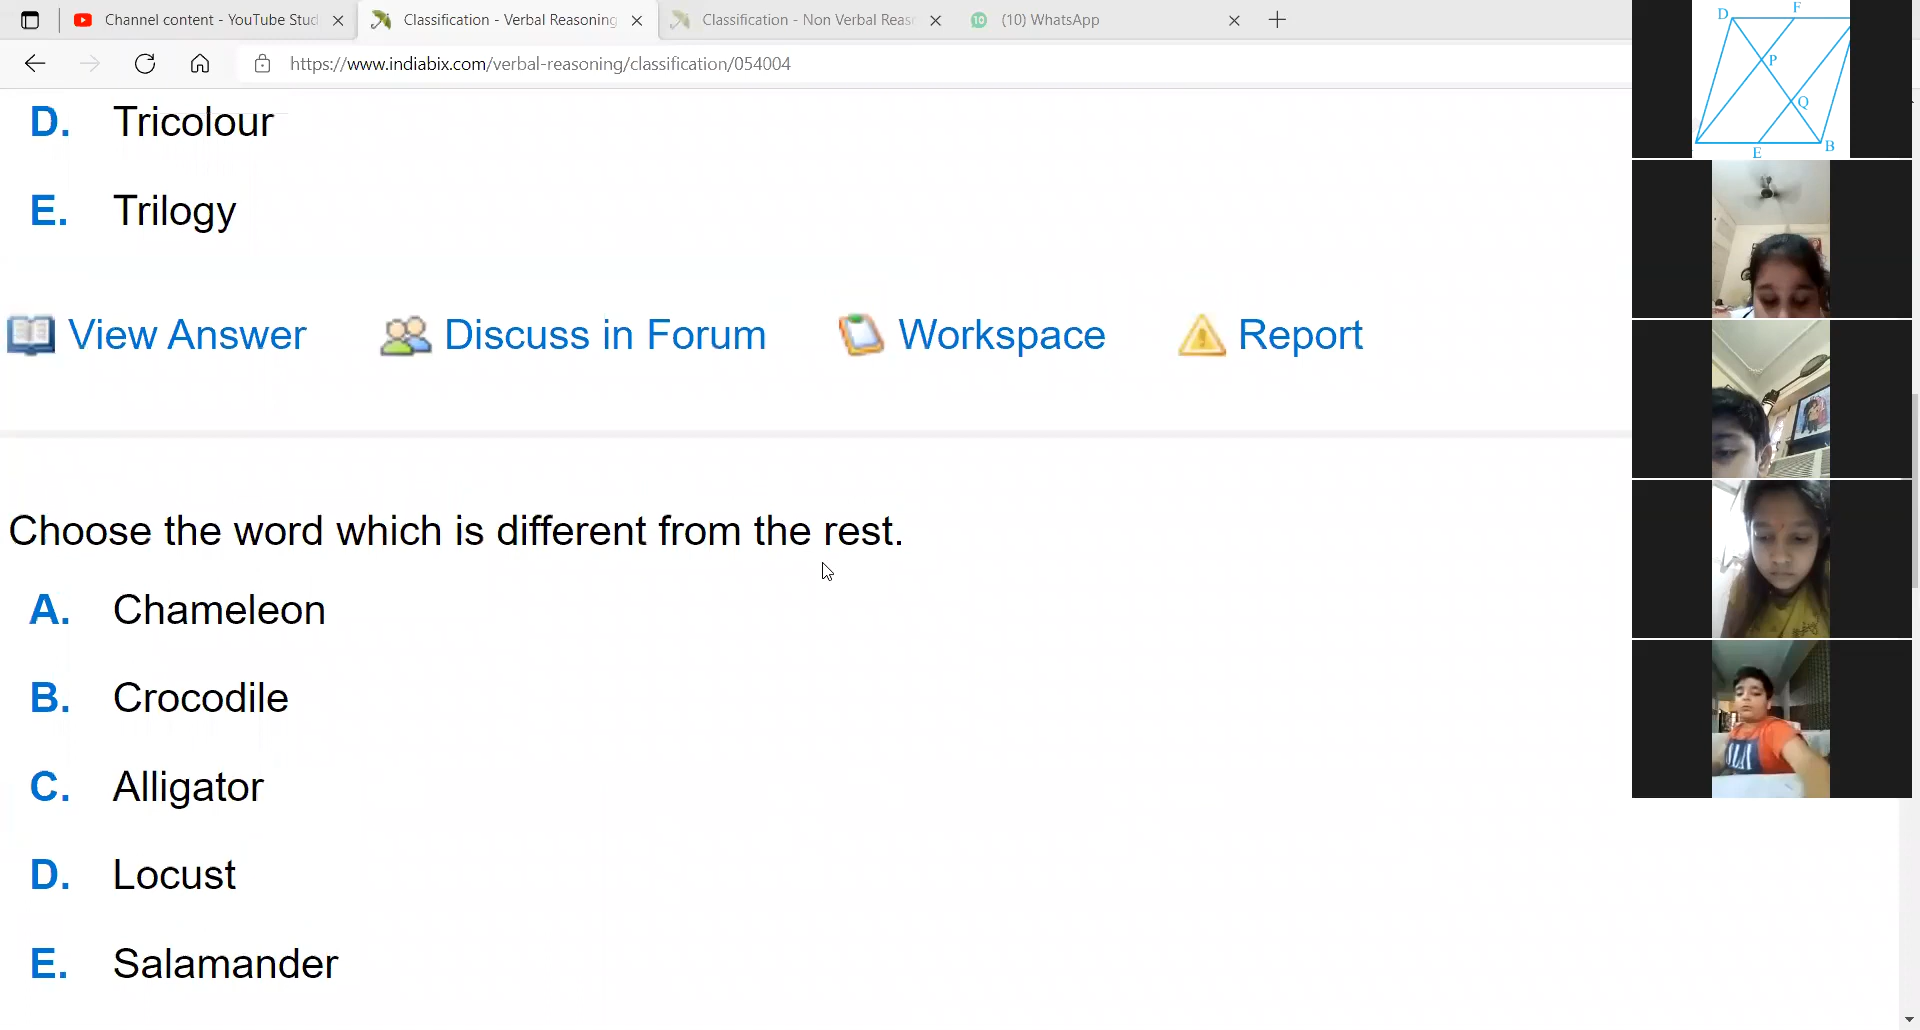 Channel content - YouTube Stud
Classification - Verbal Reasoning
Classification - Non Verbal Reas
10
(10) WhatsApp
https://www.indiabix.com/verbal-reasoning/classification/054004
D. Tricolour
E. Trilogy
View Answer Discuss in Forum Workspace Report
Choose the word which is different from the rest.
A. Chameleon
B. Crocodile
C. Alligator
D. Locust
E. Salamander
D F
P
Q
E B